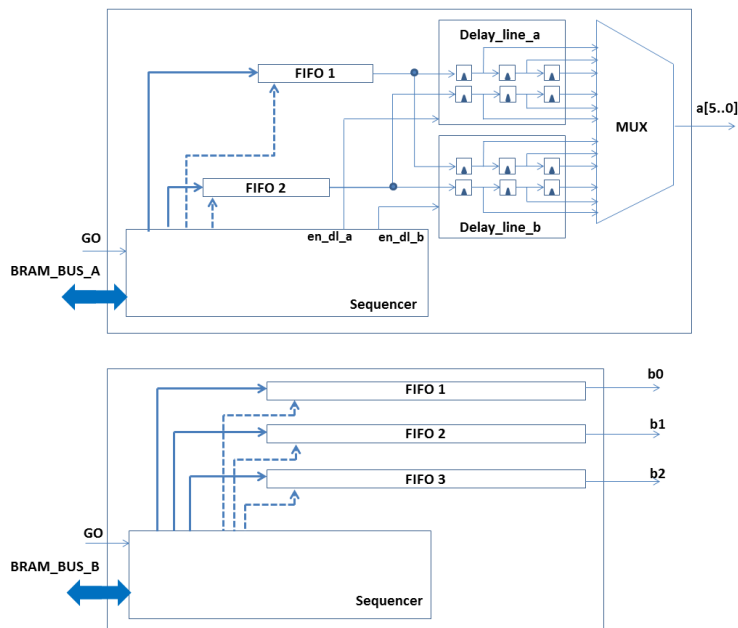 Delay_line_a
FIFO 1
a[5..0]
MUX
FIFO 2
Delay_line_b
en_dl_a
en_dl_b
GO
BRAM_BUS_A
Sequencer
b0
FIFO 1
b1
FIFO 2
b2
FIFO 3
GO
BRAM_BUS_B
Sequencer